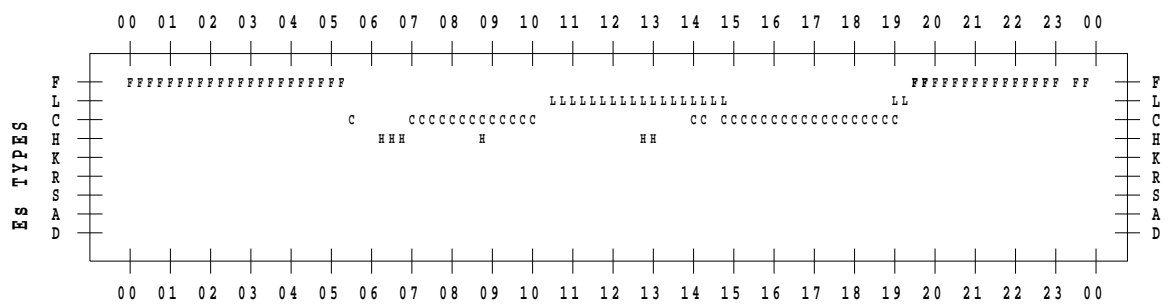 00 01 02 03 04 05 06 07 08 09 10 11 12 13 14 15 16 17 18 19 20 21 22 23 00
F FFFFFFFFFFFFFFFFFFFFFF FFFFFFFFFFFFFFF FF F
L LLLLLLLLLLLLLLLLLL LL L
C C CCCCCCCCCCCCC CC CCCCCCCCCCCCCCCCCC C
H HHH H HH H
K K
R R
S S
A A
D D
Es TYPES
00 01 02 03 04 05 06 07 08 09 10 11 12 13 14 15 16 17 18 19 20 21 22 23 00